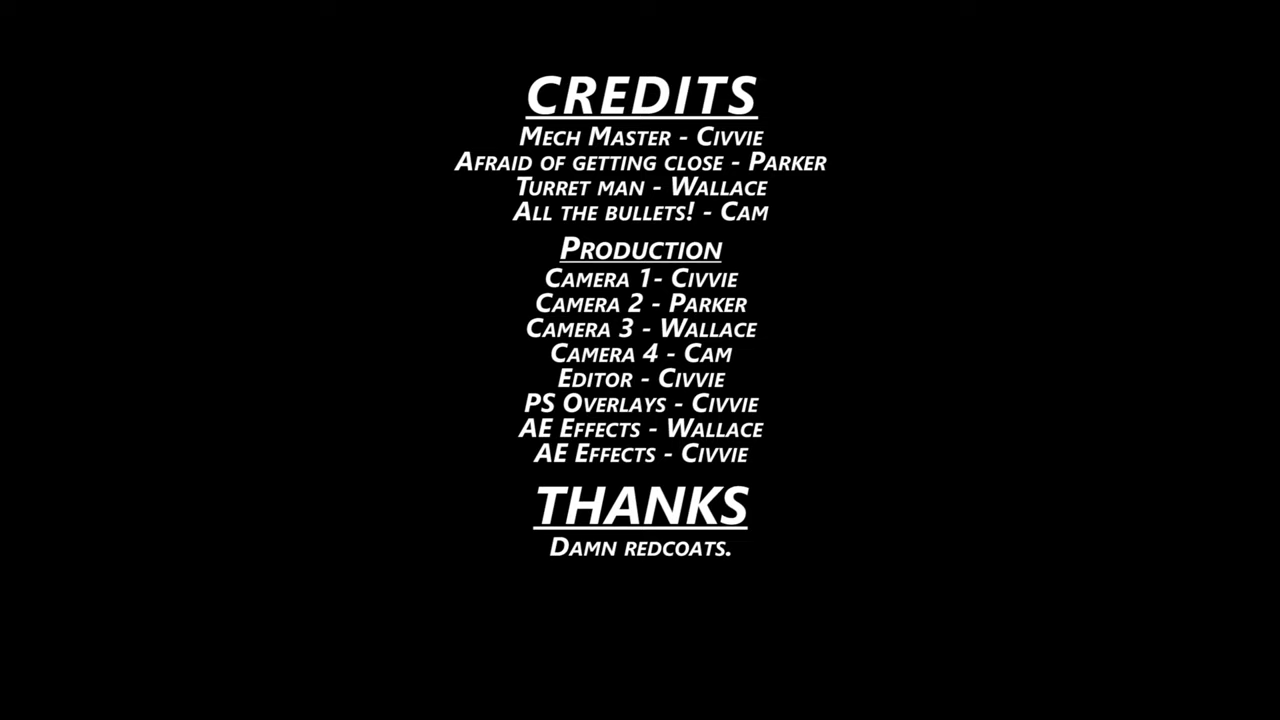 CREDITS
Mech Master - Civvie
Afraid of getting close - Parker
Turret man - Wallace
All the bullets! - Cam
Production
Camera 1- Civvie
Camera 2 - Parker
Camera 3 - Wallace
Camera 4 - Cam
Editor - Civvie
PS Overlays - Civvie
AE Effects - Wallace
AE Effects - Civvie
THANKS
Damn redcoats.